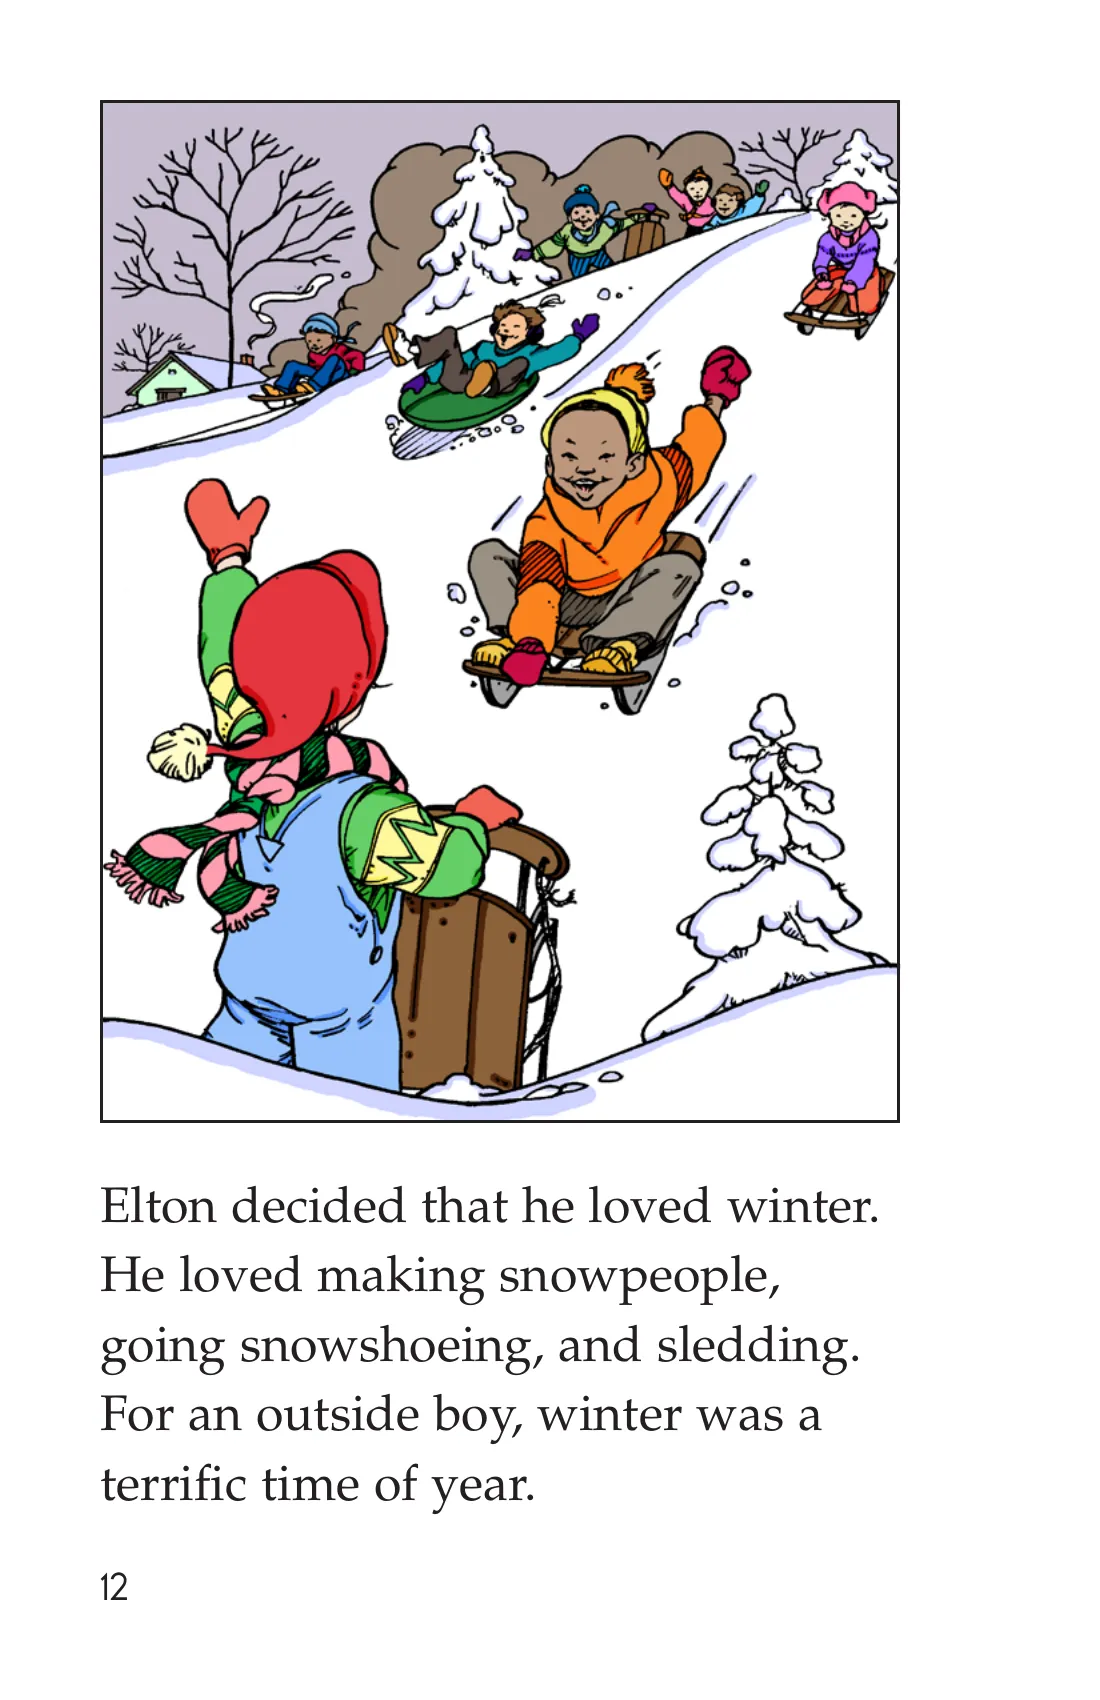 Elton decided that he loved winter.
He loved making snowpeople,
going snowshoeing, and sledding.
For an outside boy, winter was a
terrific time of year.
12